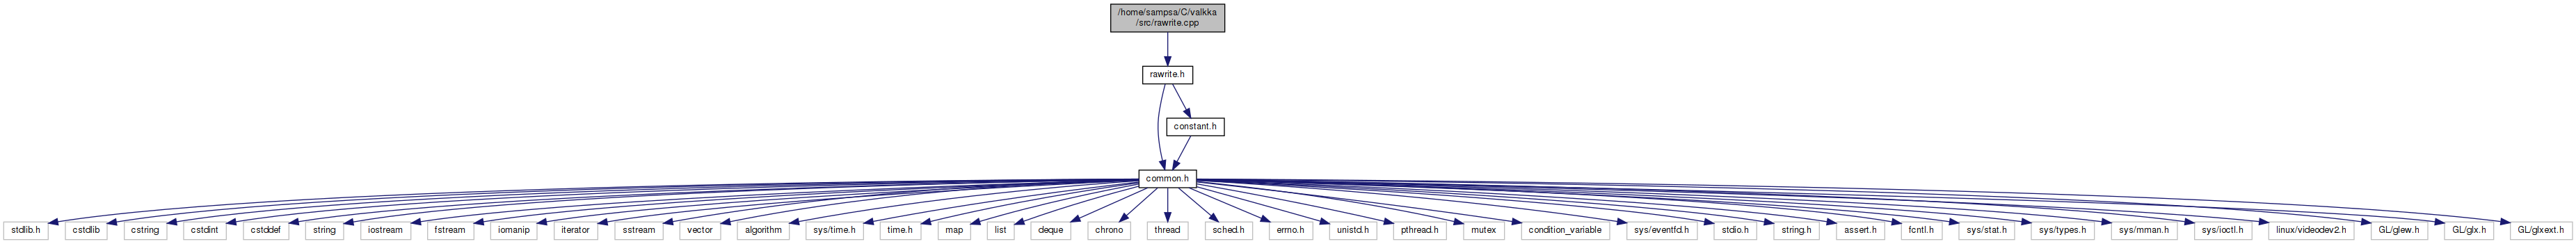 /home/sampsa/C/valkka
/src/rawrite.cpp
rawrite.h
constant.h
common.h
stdlib.h
cstdlib
cstring
cstdint
cstddef
string
iostream
fstream
iomanip
iterator
sstream
vector
algorithm
sys/time.h
time.h
map
list
deque
chrono
thread
sched.h
errno.h
unistd.h
pthread.h
mutex
condition_variable
sys/eventfd.h
stdio.h
string.h
assert.h
fcntl.h
sys/stat.h
sys/types.h
sys/mman.h
sys/ioctl.h
linux/videodev2.h
GL/glew.h
GL/glx.h
GL/glxext.h